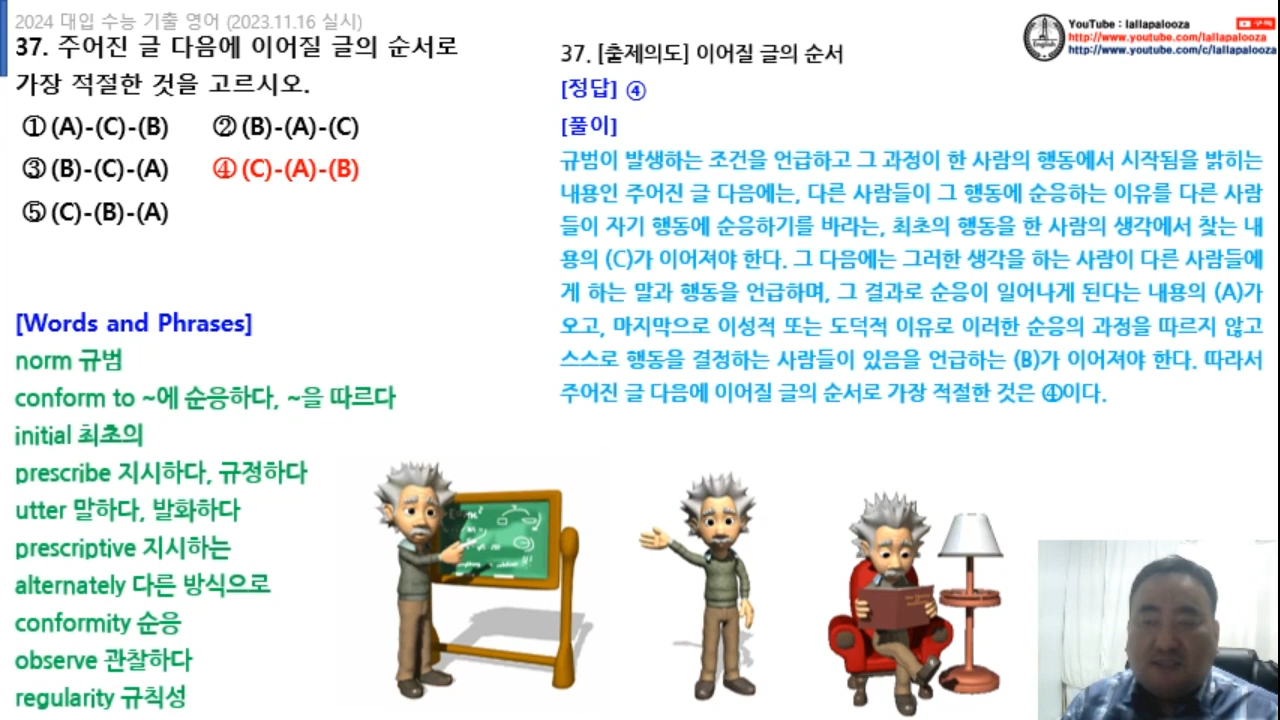 2024 대입 수능 기출 영어 (2023.11.16 실시)
37. 주어진 글 다음에 이어질 글의 순서로
가장 적절한 것을 고르시오.
① (A)-(C)-(B) ② (B)-(A)-(C)
③ (B)-(C)-(A) ④ (C)-(A)-(B)
⑤ (C)-(B)-(A)
[Words and Phrases]
norm 규범
conform to ~에 순응하다, ~을 따르다
initial 최초의
prescribe 지시하다, 규정하다
utter 말하다, 발화하다
prescriptive 지시하는
alternately 다른 방식으로
conformity 순응
observe 관찰하다
regularity 규칙성
37. [출제의도] 이어질 글의 순서
[정답] ④
[풀이]
규범이 발생하는 조건을 언급하고 그 과정이 한 사람의 행동에서 시작됨을 밝히는
내용인 주어진 글 다음에는, 다른 사람들이 그 행동에 순응하는 이유를 다른 사람
들이 자기 행동에 순응하기를 바라는, 최초의 행동을 한 사람의 생각에서 찾는 내
용의 (C)가 이어져야 한다. 그 다음에는 그러한 생각을 하는 사람이 다른 사람들에
게 하는 말과 행동을 언급하며, 그 결과로 순응이 일어나게 된다는 내용의 (A)가
오고, 마지막으로 이성적 또는 도덕적 이유로 이러한 순응의 과정을 따르지 않고
스스로 행동을 결정하는 사람들이 있음을 언급하는 (B)가 이어져야 한다. 따라서
주어진 글 다음에 이어질 글의 순서로 가장 적절한 것은 ④이다.
English
YouTube : lallapalooza
구독
http://www.youtube.com/lallapalooza
http://www.youtube.com/c/lallapalooza